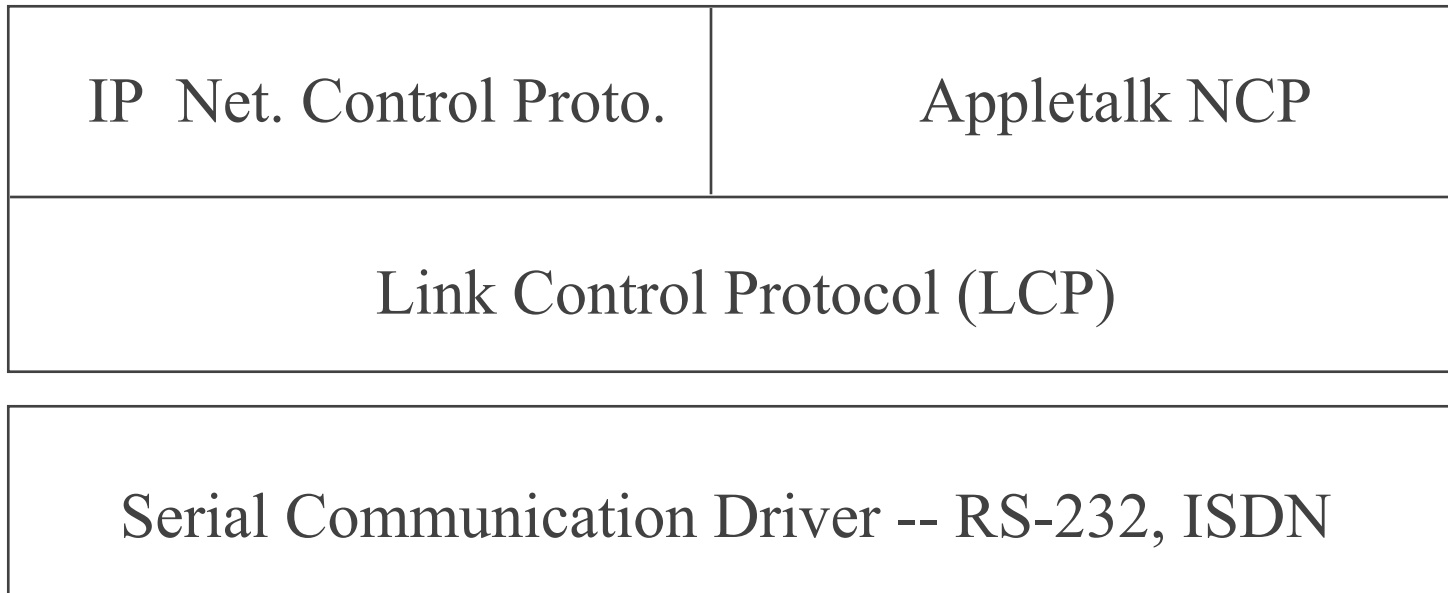 IP Net. Control Proto.
Appletalk NCP
Link Control Protocol (LCP)
Serial Communication Driver -- RS-232, ISDN